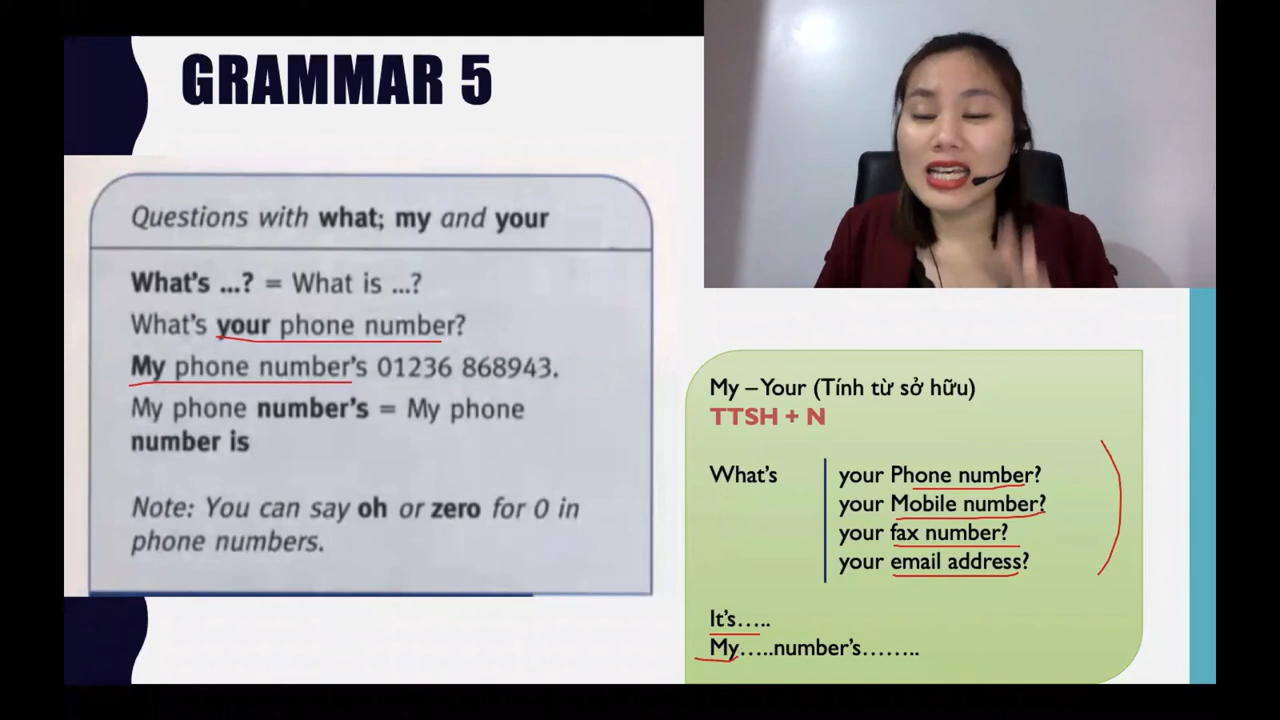 GRAMMAR 5
Questions with what; my and your
What's ...? = What is ...?
What's your phone number?
My phone number's 01236 868943.
My phone number's = My phone
number is
Note: You can say oh or zero for 0 in
phone numbers.
My – Your (Tính từ sở hữu)
TTSH + N
What's
your Phone number?
your Mobile number?
your fax number?
your email address?
It's…..
My…..number's……..